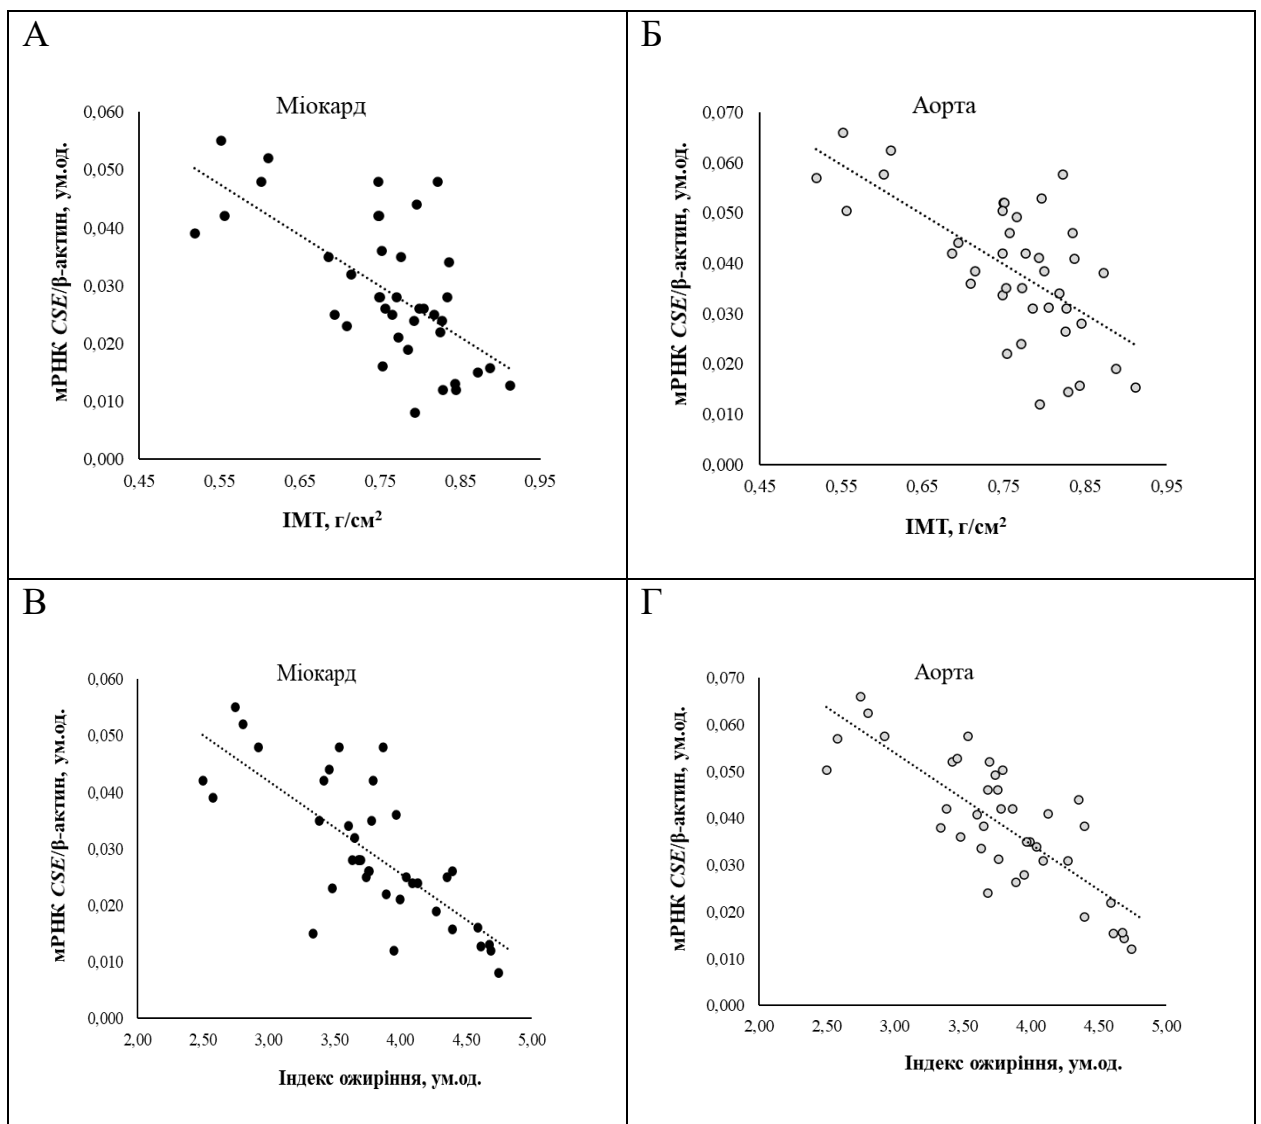 А
Міокард
мРНК CSE/β-актин, ум.од.
0,060
0,050
0,040
0,030
0,020
0,010
0,000
0,45 0,55 0,65 0,75 0,85 0,95
ІМТ, г/см²
Б
Аорта
мРНК CSE/β-актин, ум.од.
0,070
0,060
0,050
0,040
0,030
0,020
0,010
0,000
0,45 0,55 0,65 0,75 0,85 0,95
ІМТ, г/см²
В
Міокард
мРНК CSE/β-актин, ум.од.
0,060
0,050
0,040
0,030
0,020
0,010
0,000
2,00 2,50 3,00 3,50 4,00 4,50 5,00
Індекс ожиріння, ум.од.
Г
Аорта
мРНК CSE/β-актин, ум.од.
0,070
0,060
0,050
0,040
0,030
0,020
0,010
0,000
2,00 2,50 3,00 3,50 4,00 4,50 5,00
Індекс ожиріння, ум.од.